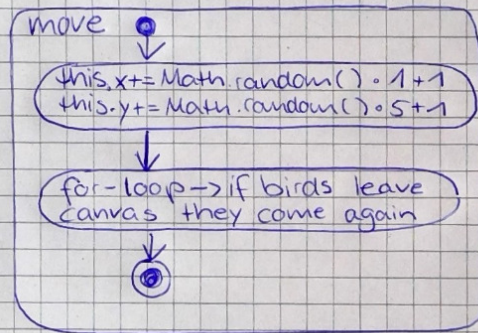 move
this.x+= Math.random() • 1+1
this.y+= Math.random() • 5+1
for-loop→if birds leave
canvas they come again